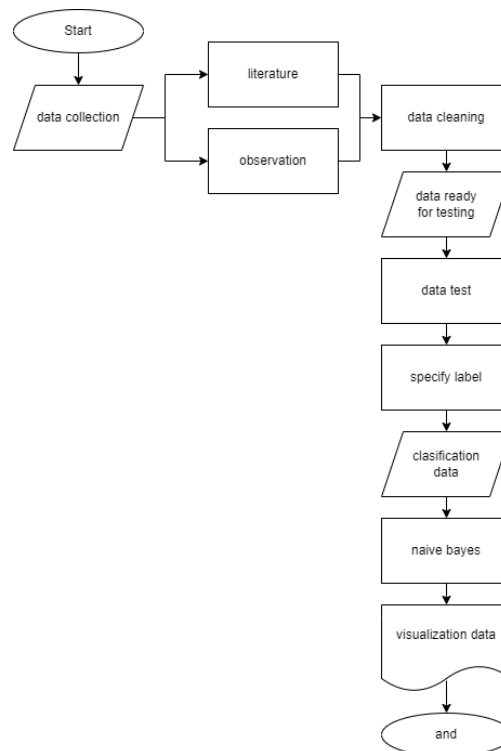 Start
data collection
literature
observation
data cleaning
data ready
for testing
data test
specify label
clasification
data
naive bayes
visualization data
and